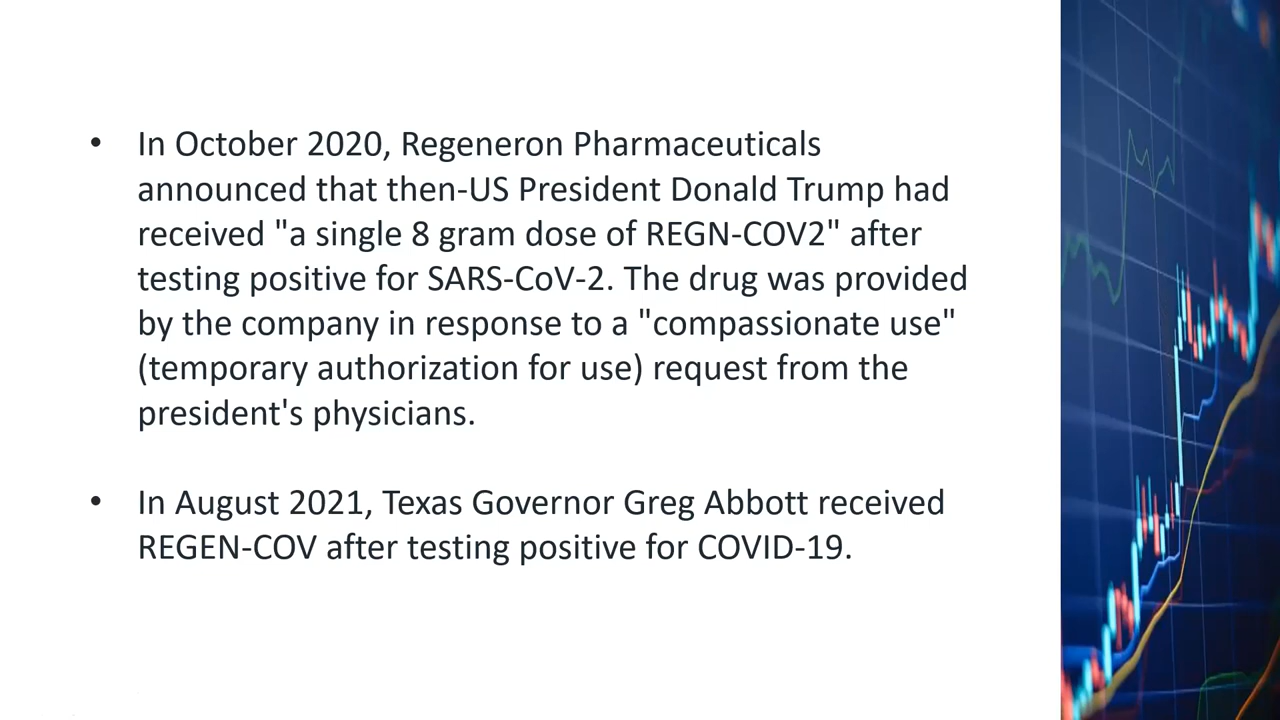 • In October 2020, Regeneron Pharmaceuticals
announced that then-US President Donald Trump had
received "a single 8 gram dose of REGN-COV2" after
testing positive for SARS-CoV-2. The drug was provided
by the company in response to a "compassionate use"
(temporary authorization for use) request from the
president's physicians.
• In August 2021, Texas Governor Greg Abbott received
REGEN-COV after testing positive for COVID-19.